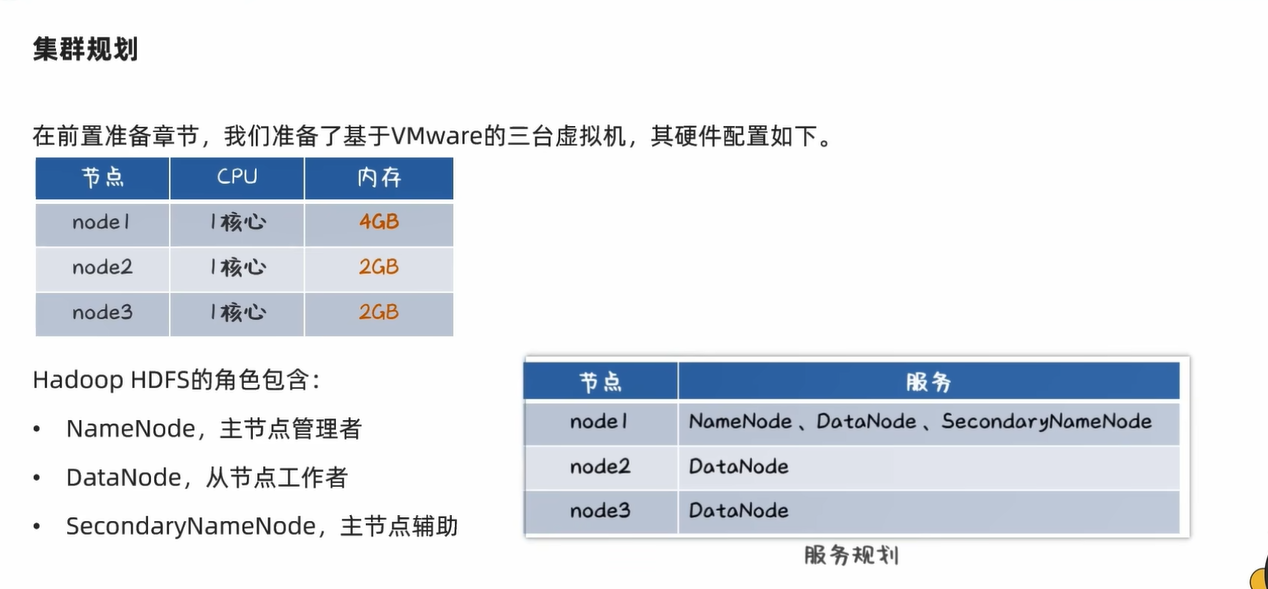 集群规划
在前置准备章节，我们准备了基于VMware的三台虚拟机，其硬件配置如下。
节点 CPU 内存
node1 1核心 4GB
node2 1核心 2GB
node3 1核心 2GB
Hadoop HDFS的角色包含：
• NameNode，主节点管理者
• DataNode，从节点工作者
• SecondaryNameNode，主节点辅助
节点 服务
node1 NameNode、DataNode、SecondaryNameNode
node2 DataNode
node3 DataNode
服务规划